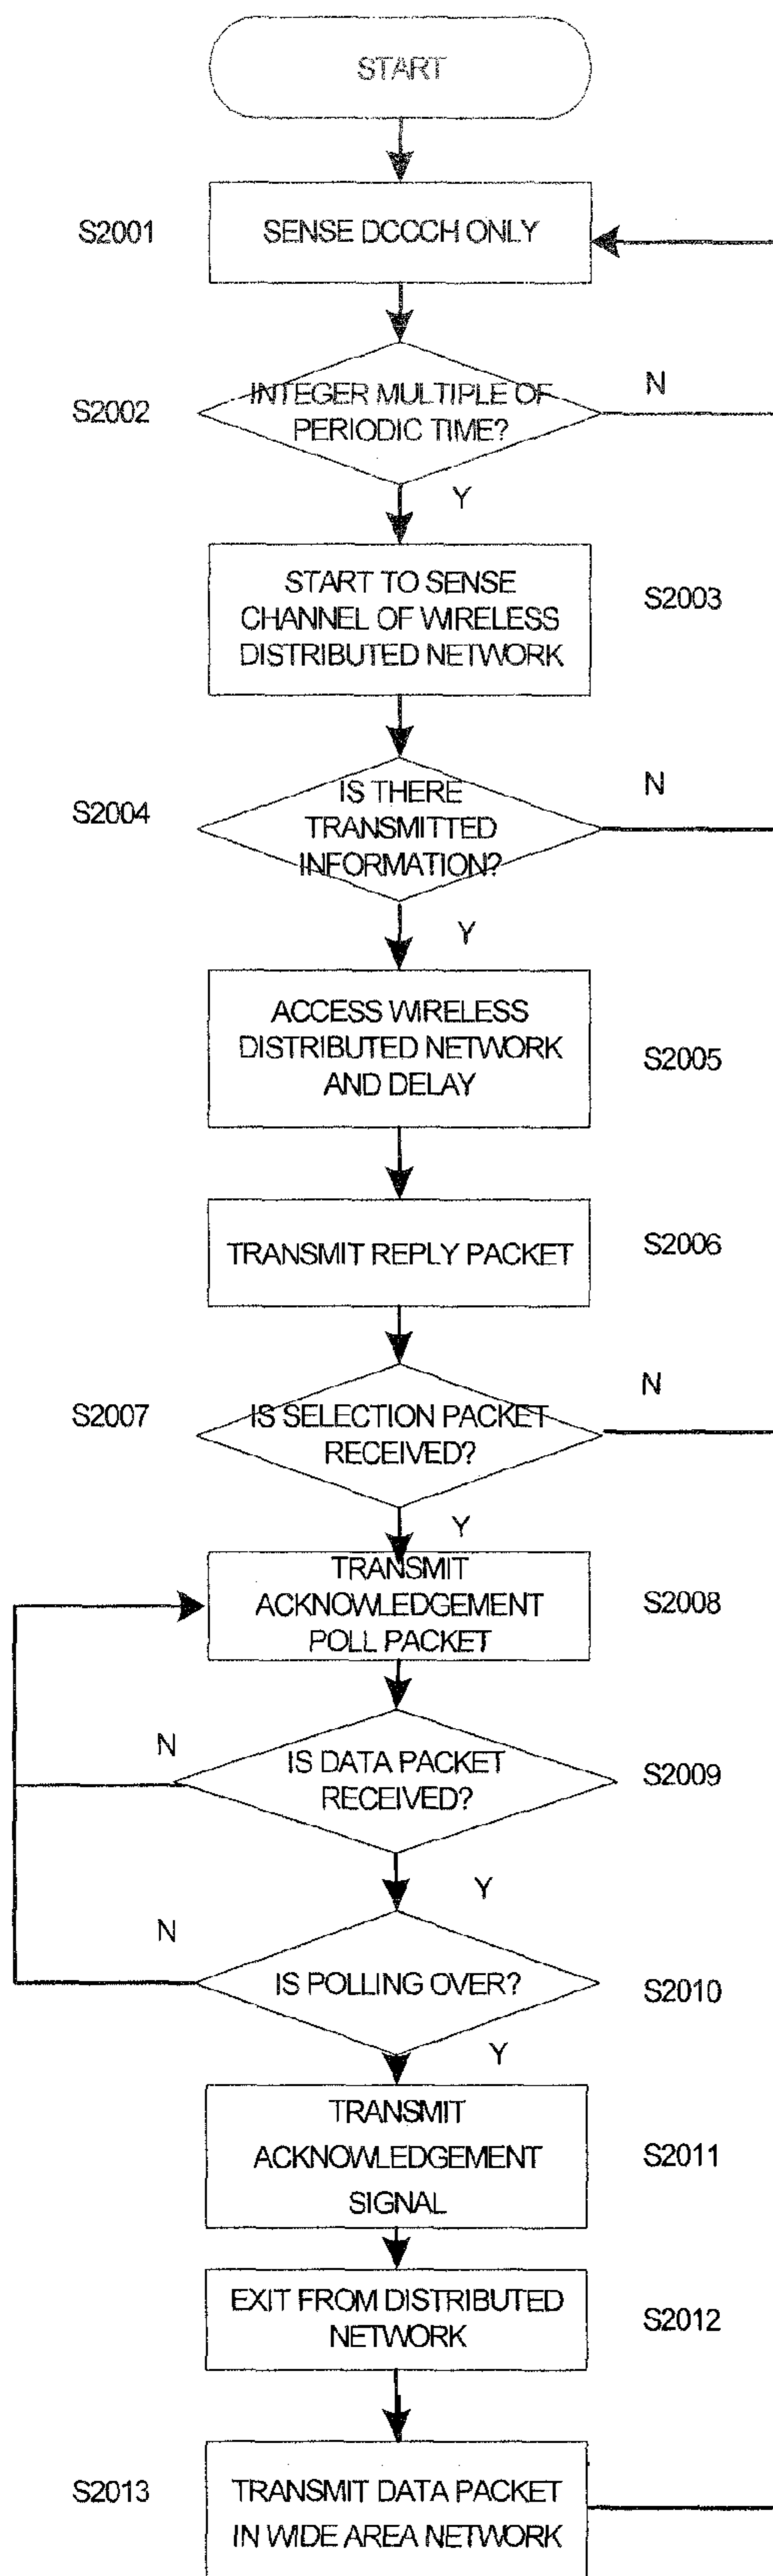 START
S2001
SENSE DCCCH ONLY
S2002
INTEGER MULTIPLE OF
PERIODIC TIME?
N
Y
START TO SENSE
CHANNEL OF WIRELESS
DISTRIBUTED NETWORK
S2003
S2004
IS THERE
TRANSMITTED
INFORMATION?
N
Y
ACCESS WIRELESS
DISTRIBUTED NETWORK
AND DELAY
S2005
TRANSMIT REPLY PACKET
S2006
S2007
IS SELECTION PACKET
RECEIVED?
N
Y
TRANSMIT
ACKNOWLEDGEMENT
POLL PACKET
S2008
N
IS DATA PACKET
RECEIVED?
S2009
Y
N
IS POLLING OVER?
S2010
Y
TRANSMIT
ACKNOWLEDGEMENT
SIGNAL
S2011
EXIT FROM DISTRIBUTED
NETWORK
S2012
S2013
TRANSMIT DATA PACKET
IN WIDE AREA NETWORK